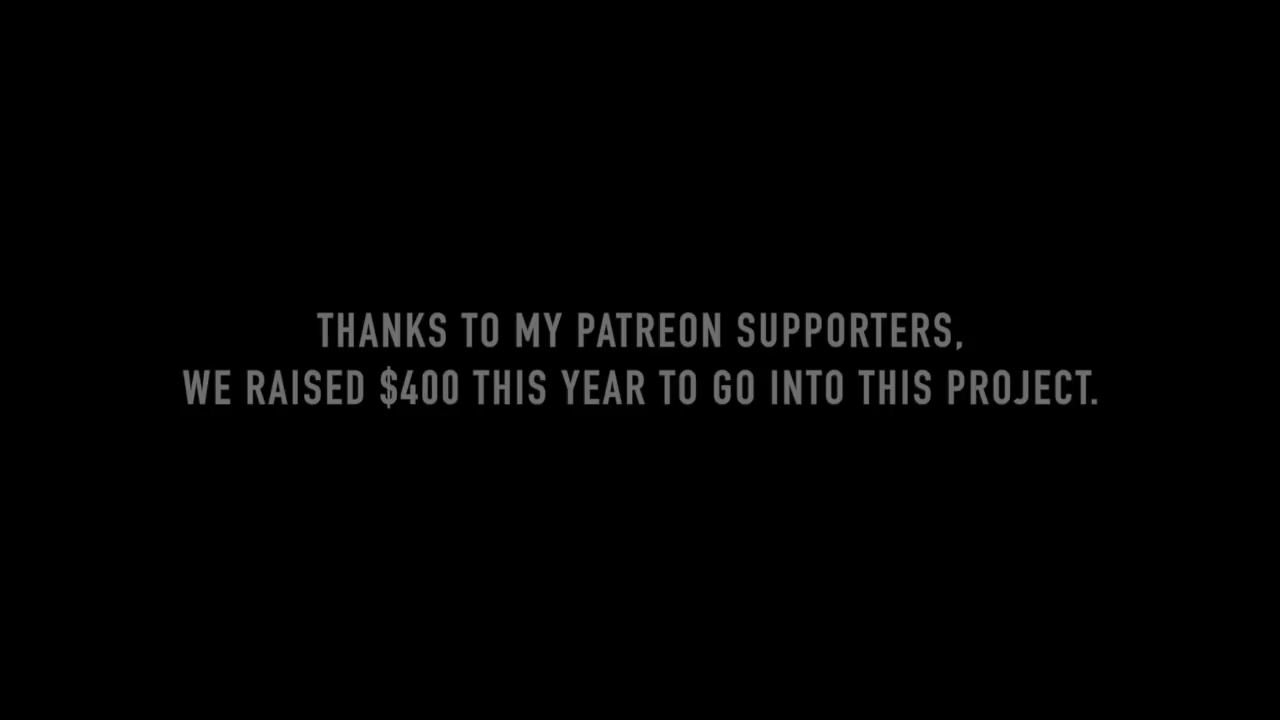 THANKS TO MY PATREON SUPPORTERS,
WE RAISED $400 THIS YEAR TO GO INTO THIS PROJECT.